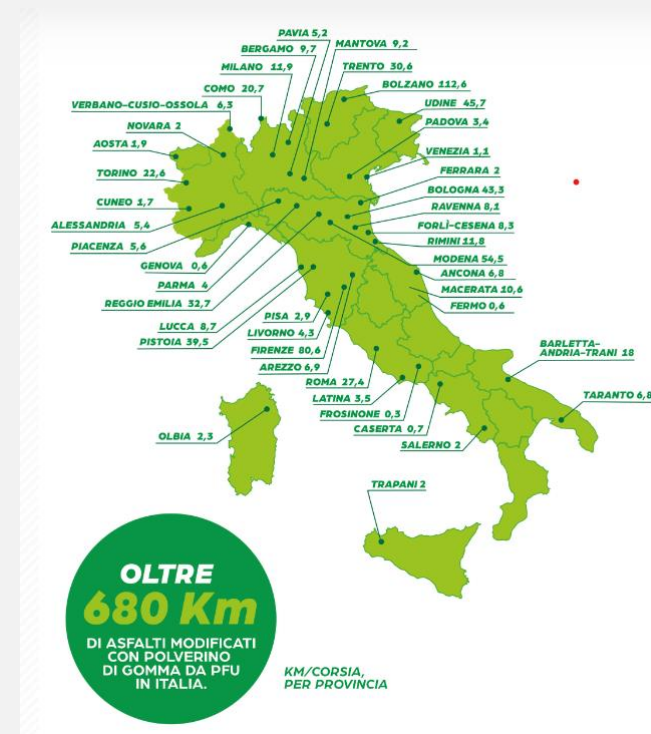 PAVIA 5,2
BERGAMO 9,7
MANTOVA 9,2
MILANO 11,9
TRENTO 30,6
COMO 20,7
BOLZANO 112,6
VERBANO-CUSIO-OSSOLA 6,3
UDINE 45,7
NOVARA 2
PADOVA 3,4
AOSTA 1,9
VENEZIA 1,1
TORINO 22,6
FERRARA 2
CUNEO 1,7
BOLOGNA 43,3
ALESSANDRIA 5,4
RAVENNA 8,1
PIACENZA 5,6
FORLÌ-CESENA 8,3
GENOVA 0,6
RIMINI 11,8
PARMA 4
MODENA 54,5
REGGIO EMILIA 32,7
ANCONA 6,8
LUCCA 8,7
MACERATA 10,6
PISTOIA 39,5
FERMO 0,6
PISA 2,9
LIVORNO 4,3
FIRENZE 80,6
AREZZO 6,9
ROMA 27,4
LATINA 3,5
FROSINONE 0,3
CASERTA 0,7
SALERNO 2
BARLETTA-
ANDRIA-TRANI 18
TARANTO 6,8
OLBIA 2,3
TRAPANI 2
OLTRE
680 Km
DI ASFALTI MODIFICATI
CON POLVERINO
DI GOMMA DA PFU
IN ITALIA.
KM/CORSIA,
PER PROVINCIA